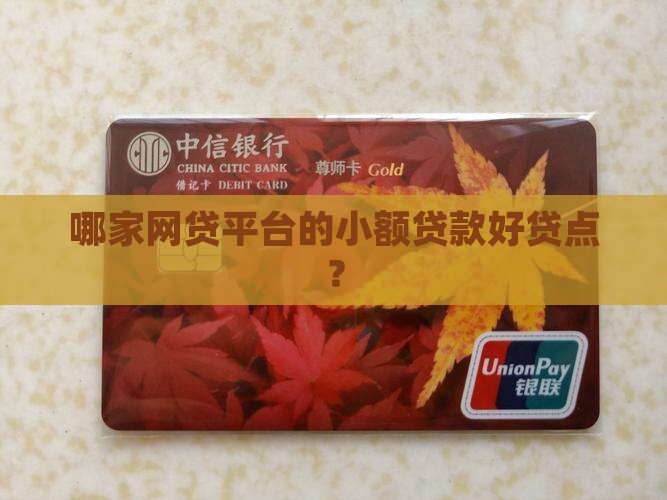 中信银行
CHINA CITIC BANK
尊师卡 Gold
借记卡 DEBIT CARD
哪家网贷平台的小额贷款好贷点
?
UnionPay
银联